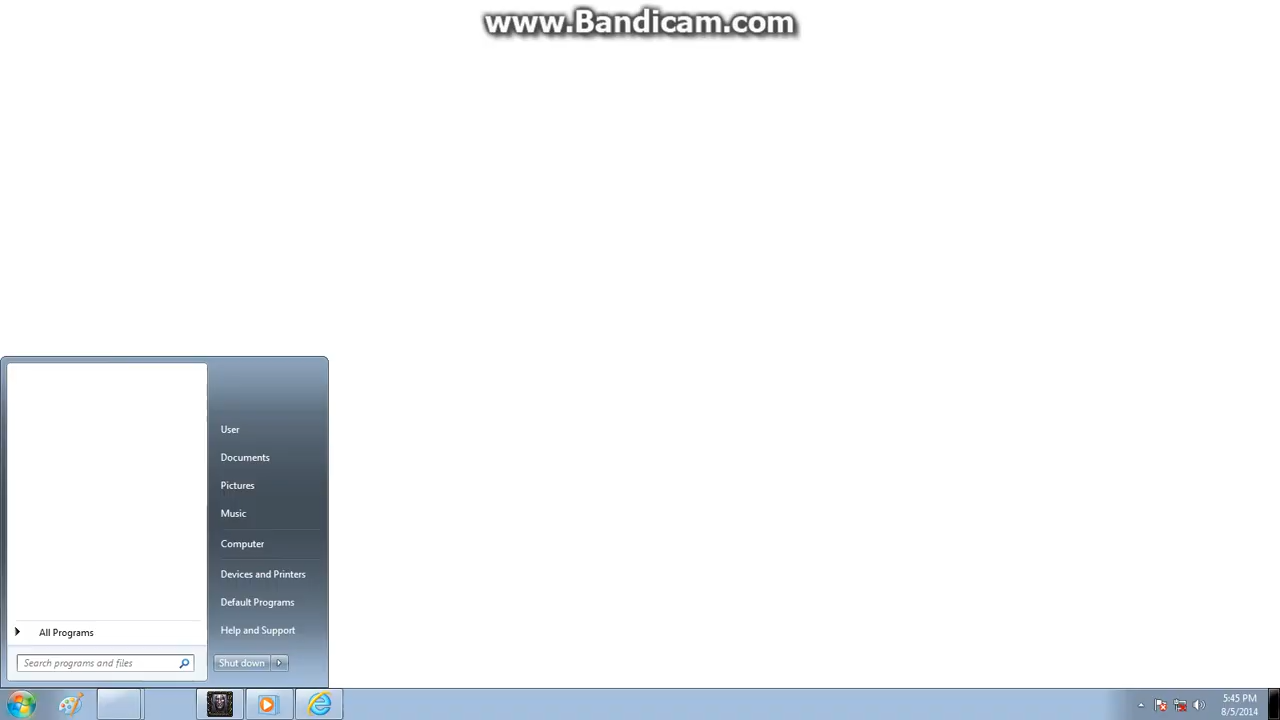 www.Bandicam.com
User
Documents
Pictures
Music
Computer
Devices and Printers
Default Programs
Help and Support
All Programs
Search programs and files
Shut down
5:45 PM
8/5/2014